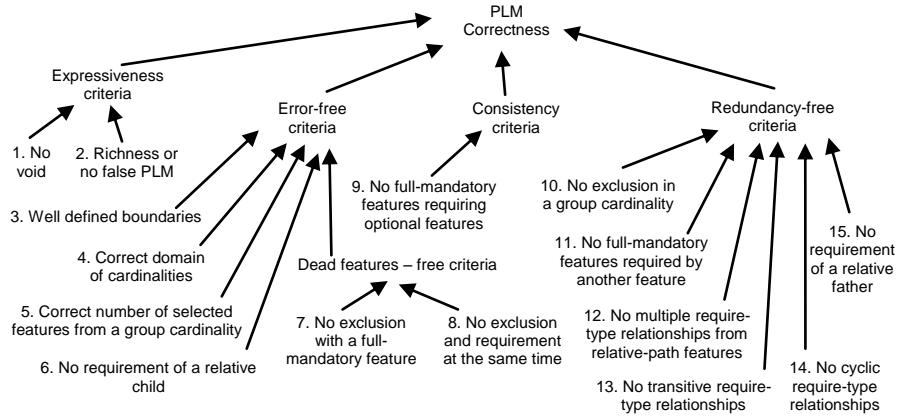 PLM
Correctness
Expressiveness
criteria
Error-free
criteria
Consistency
criteria
Redundancy-free
criteria
1. No
void
2. Richness or
no false PLM
3. Well defined boundaries
4. Correct domain
of cardinalities
5. Correct number of selected
features from a group cardinality
6. No requirement of a relative
child
Dead features – free criteria
7. No exclusion
with a full-
mandatory feature
8. No exclusion
and requirement
at the same time
9. No full-mandatory
features requiring
optional features
10. No exclusion in
a group cardinality
11. No full-mandatory
features required by
another feature
12. No multiple require-
type relationships from
relative-path features
13. No transitive require-
type relationships
14. No cyclic
require-type
relationships
15. No
requirement
of a relative
father